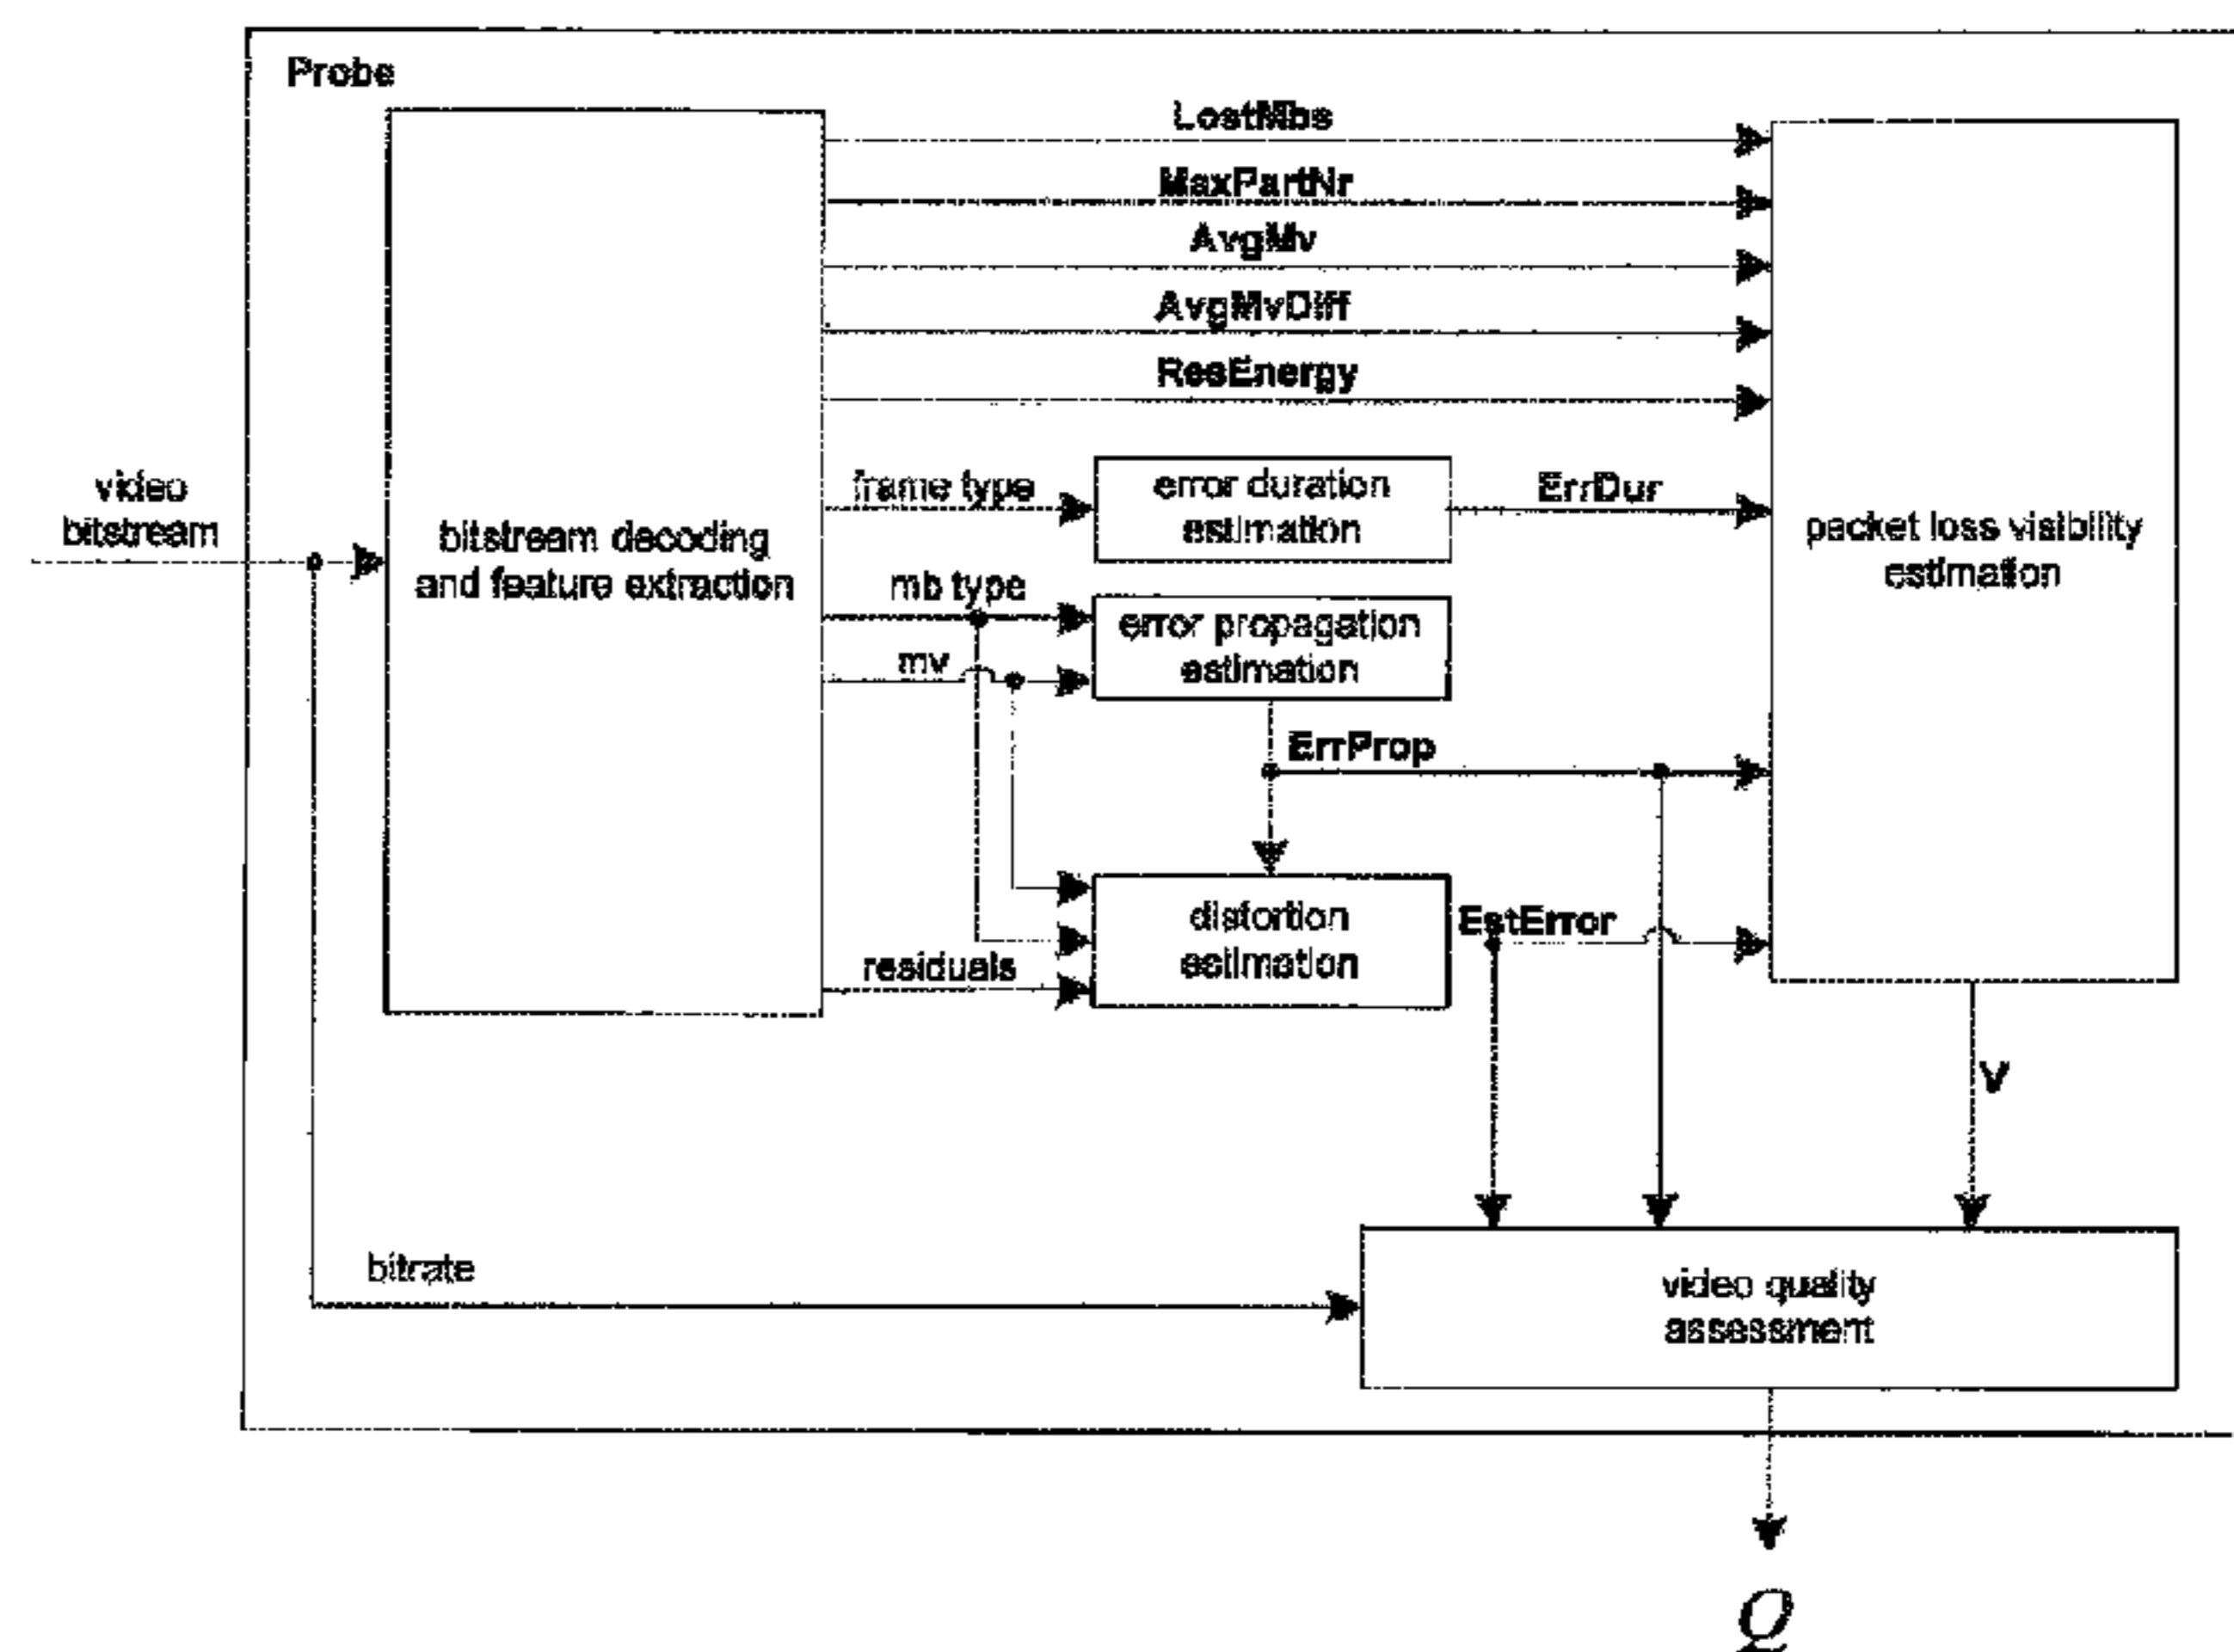 Probe
LostMbs
MaxPartNr
AvgMv
AvgMvDiff
ResEnergy
video
bitstream
bitstream decoding
and feature extraction
frame type
error duration
estimation
ErrDur
packet loss visibility
estimation
mb type
error propagation
estimation
mv
ErrProp
distortion
estimation
EstError
residuals
V
bitrate
video quality
assessment
Q